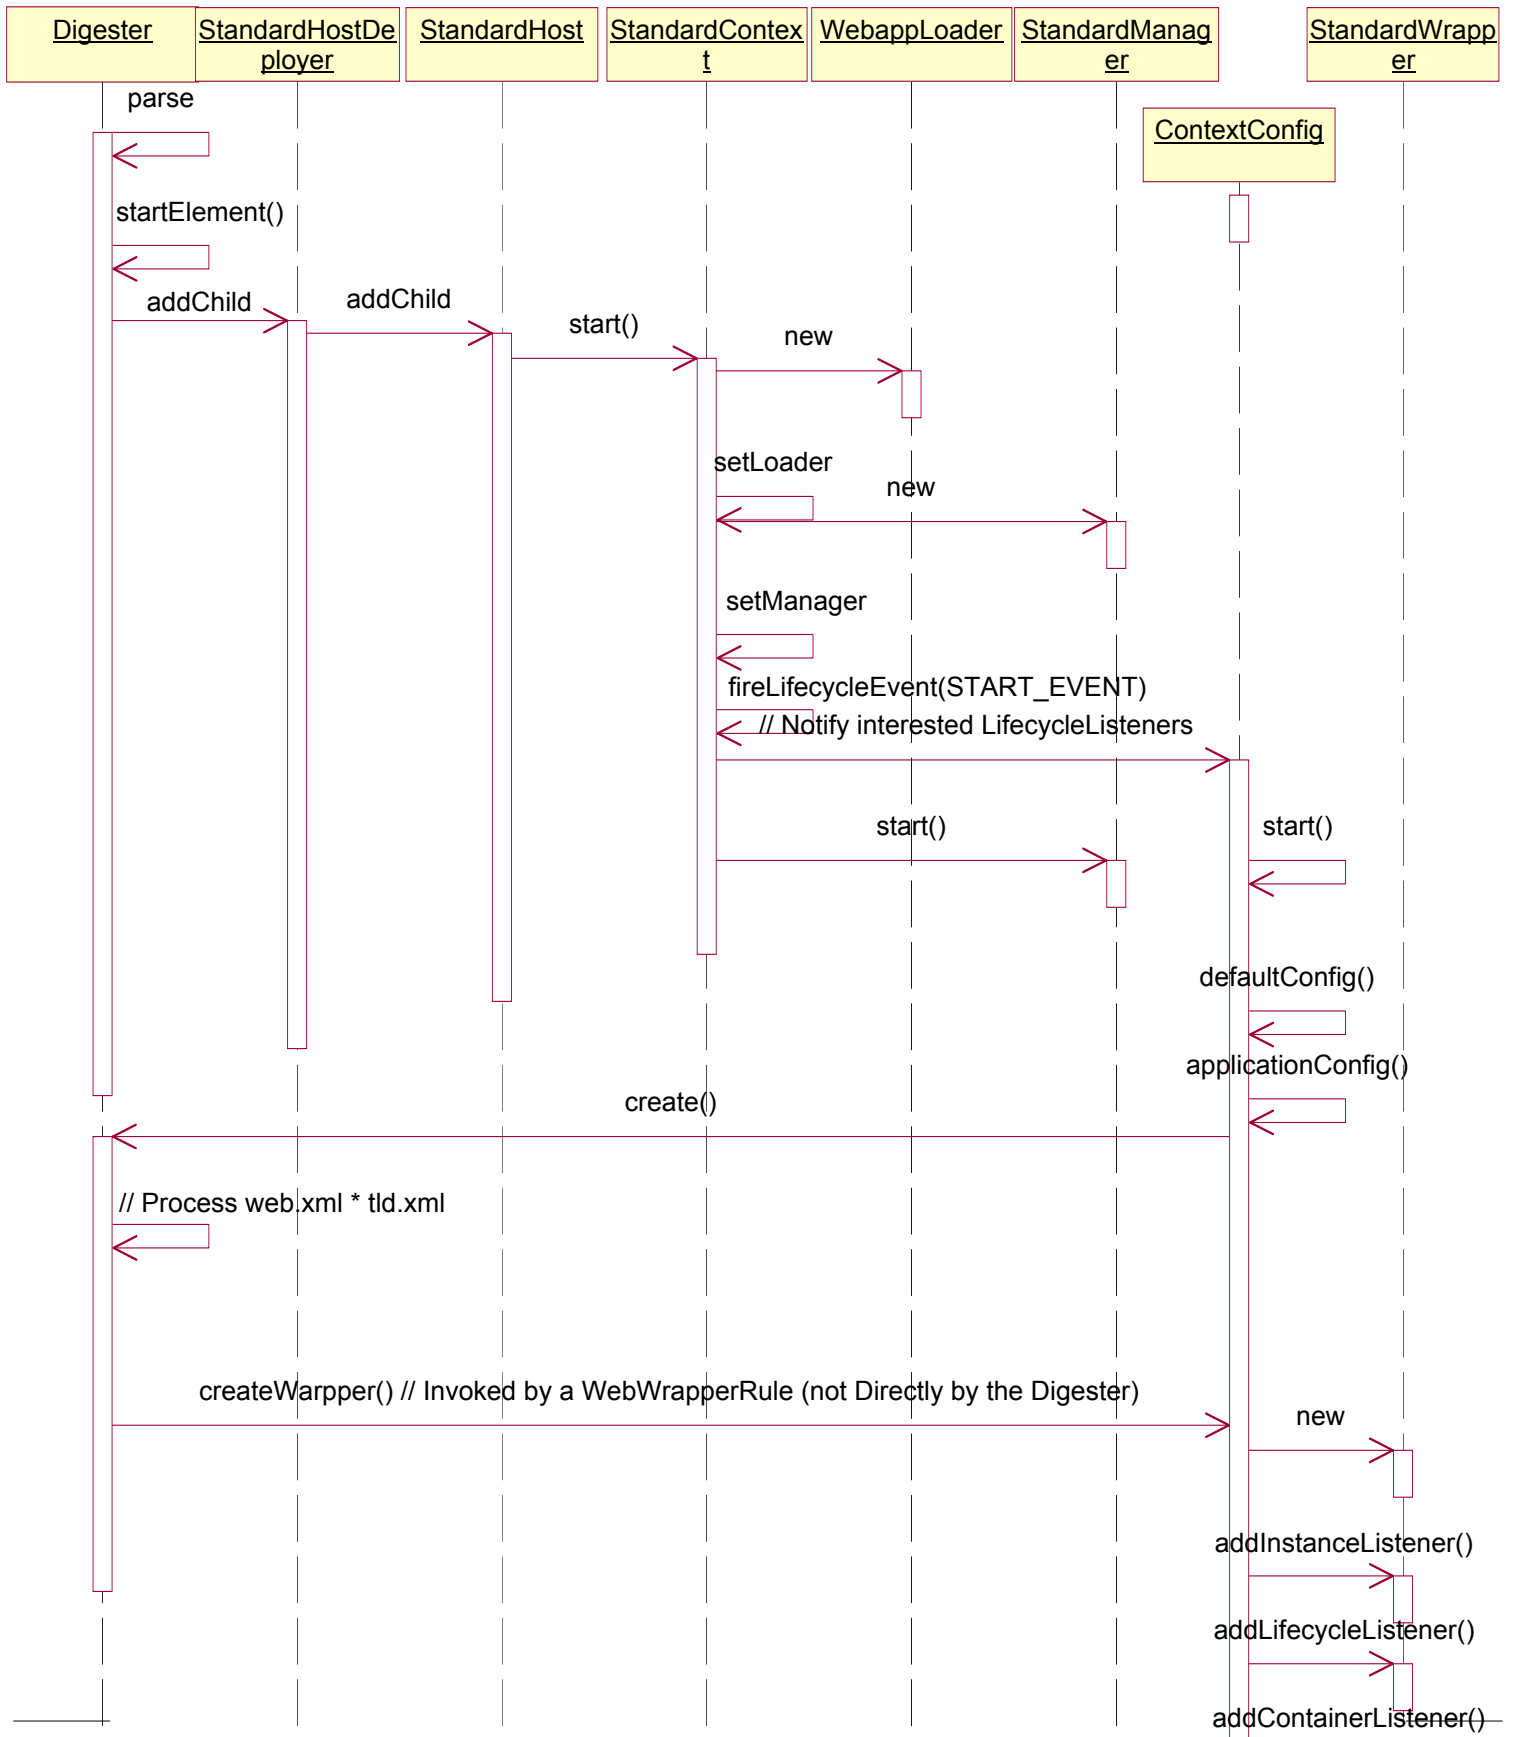 Digester
StandardHostDe
ployer
StandardHost
StandardContex
t
WebappLoader
StandardManag
er
StandardWrapp
er
parse
ContextConfig
startElement()
addChild
addChild
start()
new
setLoader
new
setManager
fireLifecycleEvent(START_EVENT)
// Notify interested LifecycleListeners
start()
start()
defaultConfig()
applicationConfig()
create()
// Process web.xml * tld.xml
createWarpper() // Invoked by a WebWrapperRule (not Directly by the Digester)
new
addInstanceListener()
addLifecycleListener()
addContainerListener()